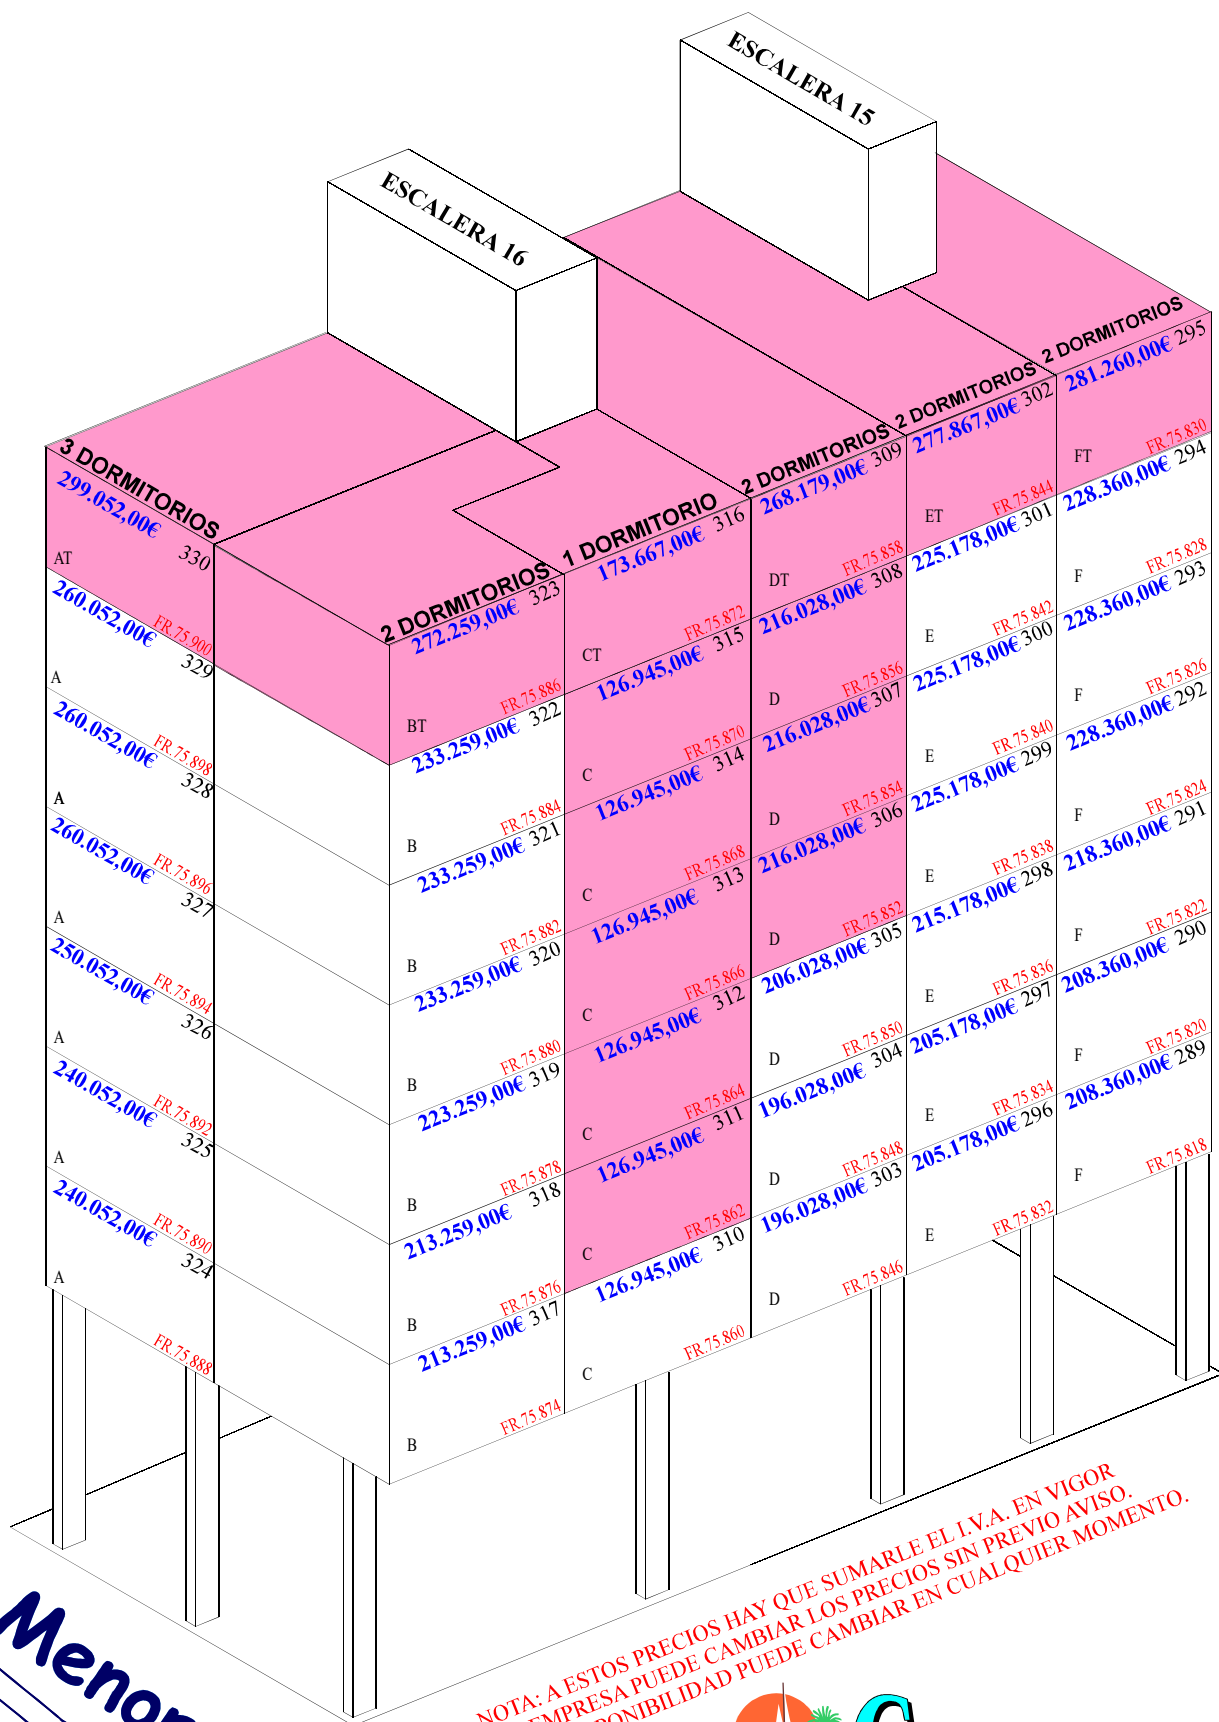 ESCALERA 15
ESCALERA 16
3 DORMITORIOS
299.052,00€ 330
AT FR.75.900
260.052,00€ 329
A FR.75.898
260.052,00€ 328
A FR.75.896
260.052,00€ 327
A FR.75.894
250.052,00€ 326
A FR.75.892
240.052,00€ 325
A FR.75.890
240.052,00€ 324
A FR.75.888
2 DORMITORIOS
272.259,00€ 323
BT FR.75.886
233.259,00€ 322
B FR.75.884
233.259,00€ 321
B FR.75.882
233.259,00€ 320
B FR.75.880
223.259,00€ 319
B FR.75.878
213.259,00€ 318
B FR.75.876
213.259,00€ 317
B FR.75.874
1 DORMITORIO
173.667,00€ 316
CT FR.75.872
126.945,00€ 315
C FR.75.870
126.945,00€ 314
C FR.75.868
126.945,00€ 313
C FR.75.866
126.945,00€ 312
C FR.75.864
126.945,00€ 311
C FR.75.862
126.945,00€ 310
C FR.75.860
2 DORMITORIOS
268.179,00€ 309
DT FR.75.858
216.028,00€ 308
D FR.75.856
216.028,00€ 307
D FR.75.854
216.028,00€ 306
D FR.75.852
206.028,00€ 305
D FR.75.850
196.028,00€ 304
D FR.75.848
196.028,00€ 303
D FR.75.846
2 DORMITORIOS
277.867,00€ 302
ET FR.75.844
225.178,00€ 301
E FR.75.842
225.178,00€ 300
E FR.75.840
225.178,00€ 299
E FR.75.838
215.178,00€ 298
E FR.75.836
205.178,00€ 297
E FR.75.834
205.178,00€ 296
E FR.75.832
2 DORMITORIOS
281.260,00€ 295
FT FR.75.830
228.360,00€ 294
F FR.75.828
228.360,00€ 293
F FR.75.826
228.360,00€ 292
F FR.75.824
218.360,00€ 291
F FR.75.822
208.360,00€ 290
F FR.75.820
208.360,00€ 289
F FR.75.818
NOTA: A ESTOS PRECIOS HAY QUE SUMARLE EL I.V.A. EN VIGOR
EMPRESA PUEDE CAMBIAR LOS PRECIOS SIN PREVIO AVISO.
PUEDE CAMBIAR EN CUALQUIER MOMENTO.
Menor